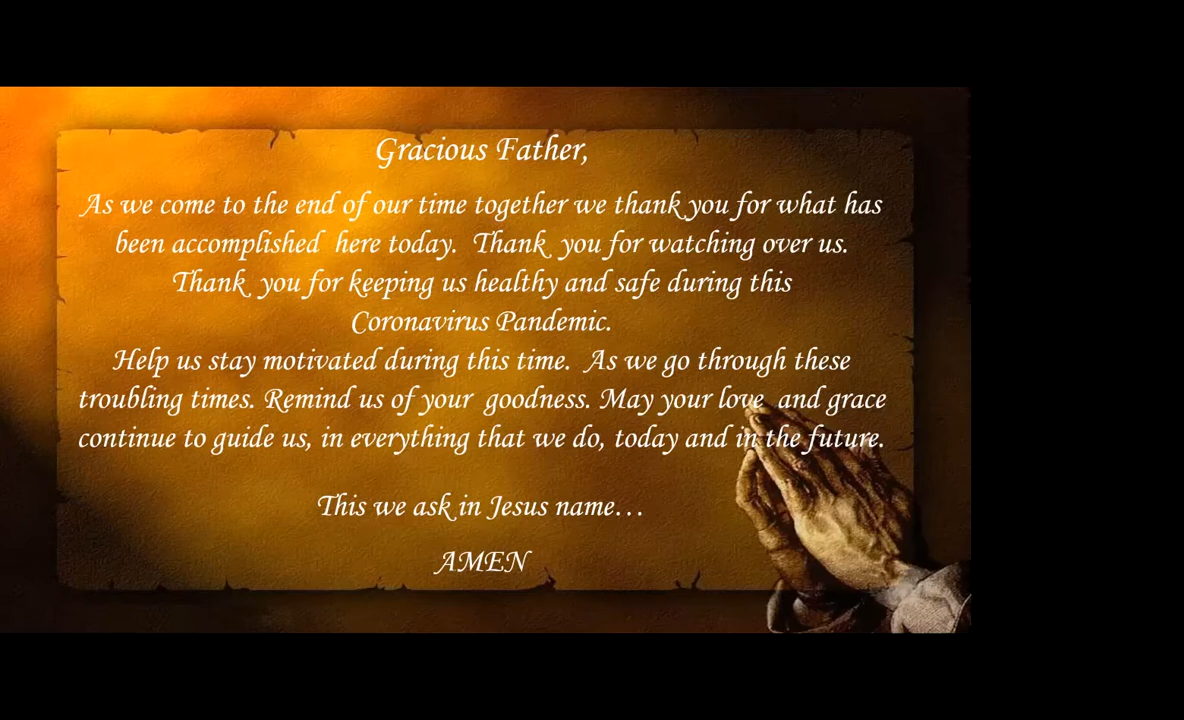 Gracious Father,
As we come to the end of our time together we thank you for what has
been accomplished  here today.  Thank  you for watching over us.
Thank  you for keeping us healthy and safe during this
Coronavirus Pandemic.
Help us stay motivated during this time.  As we go through these
troubling times. Remind us of your  goodness. May your love  and grace
continue to guide us, in everything that we do, today and in the future.
This we ask in Jesus name…
AMEN